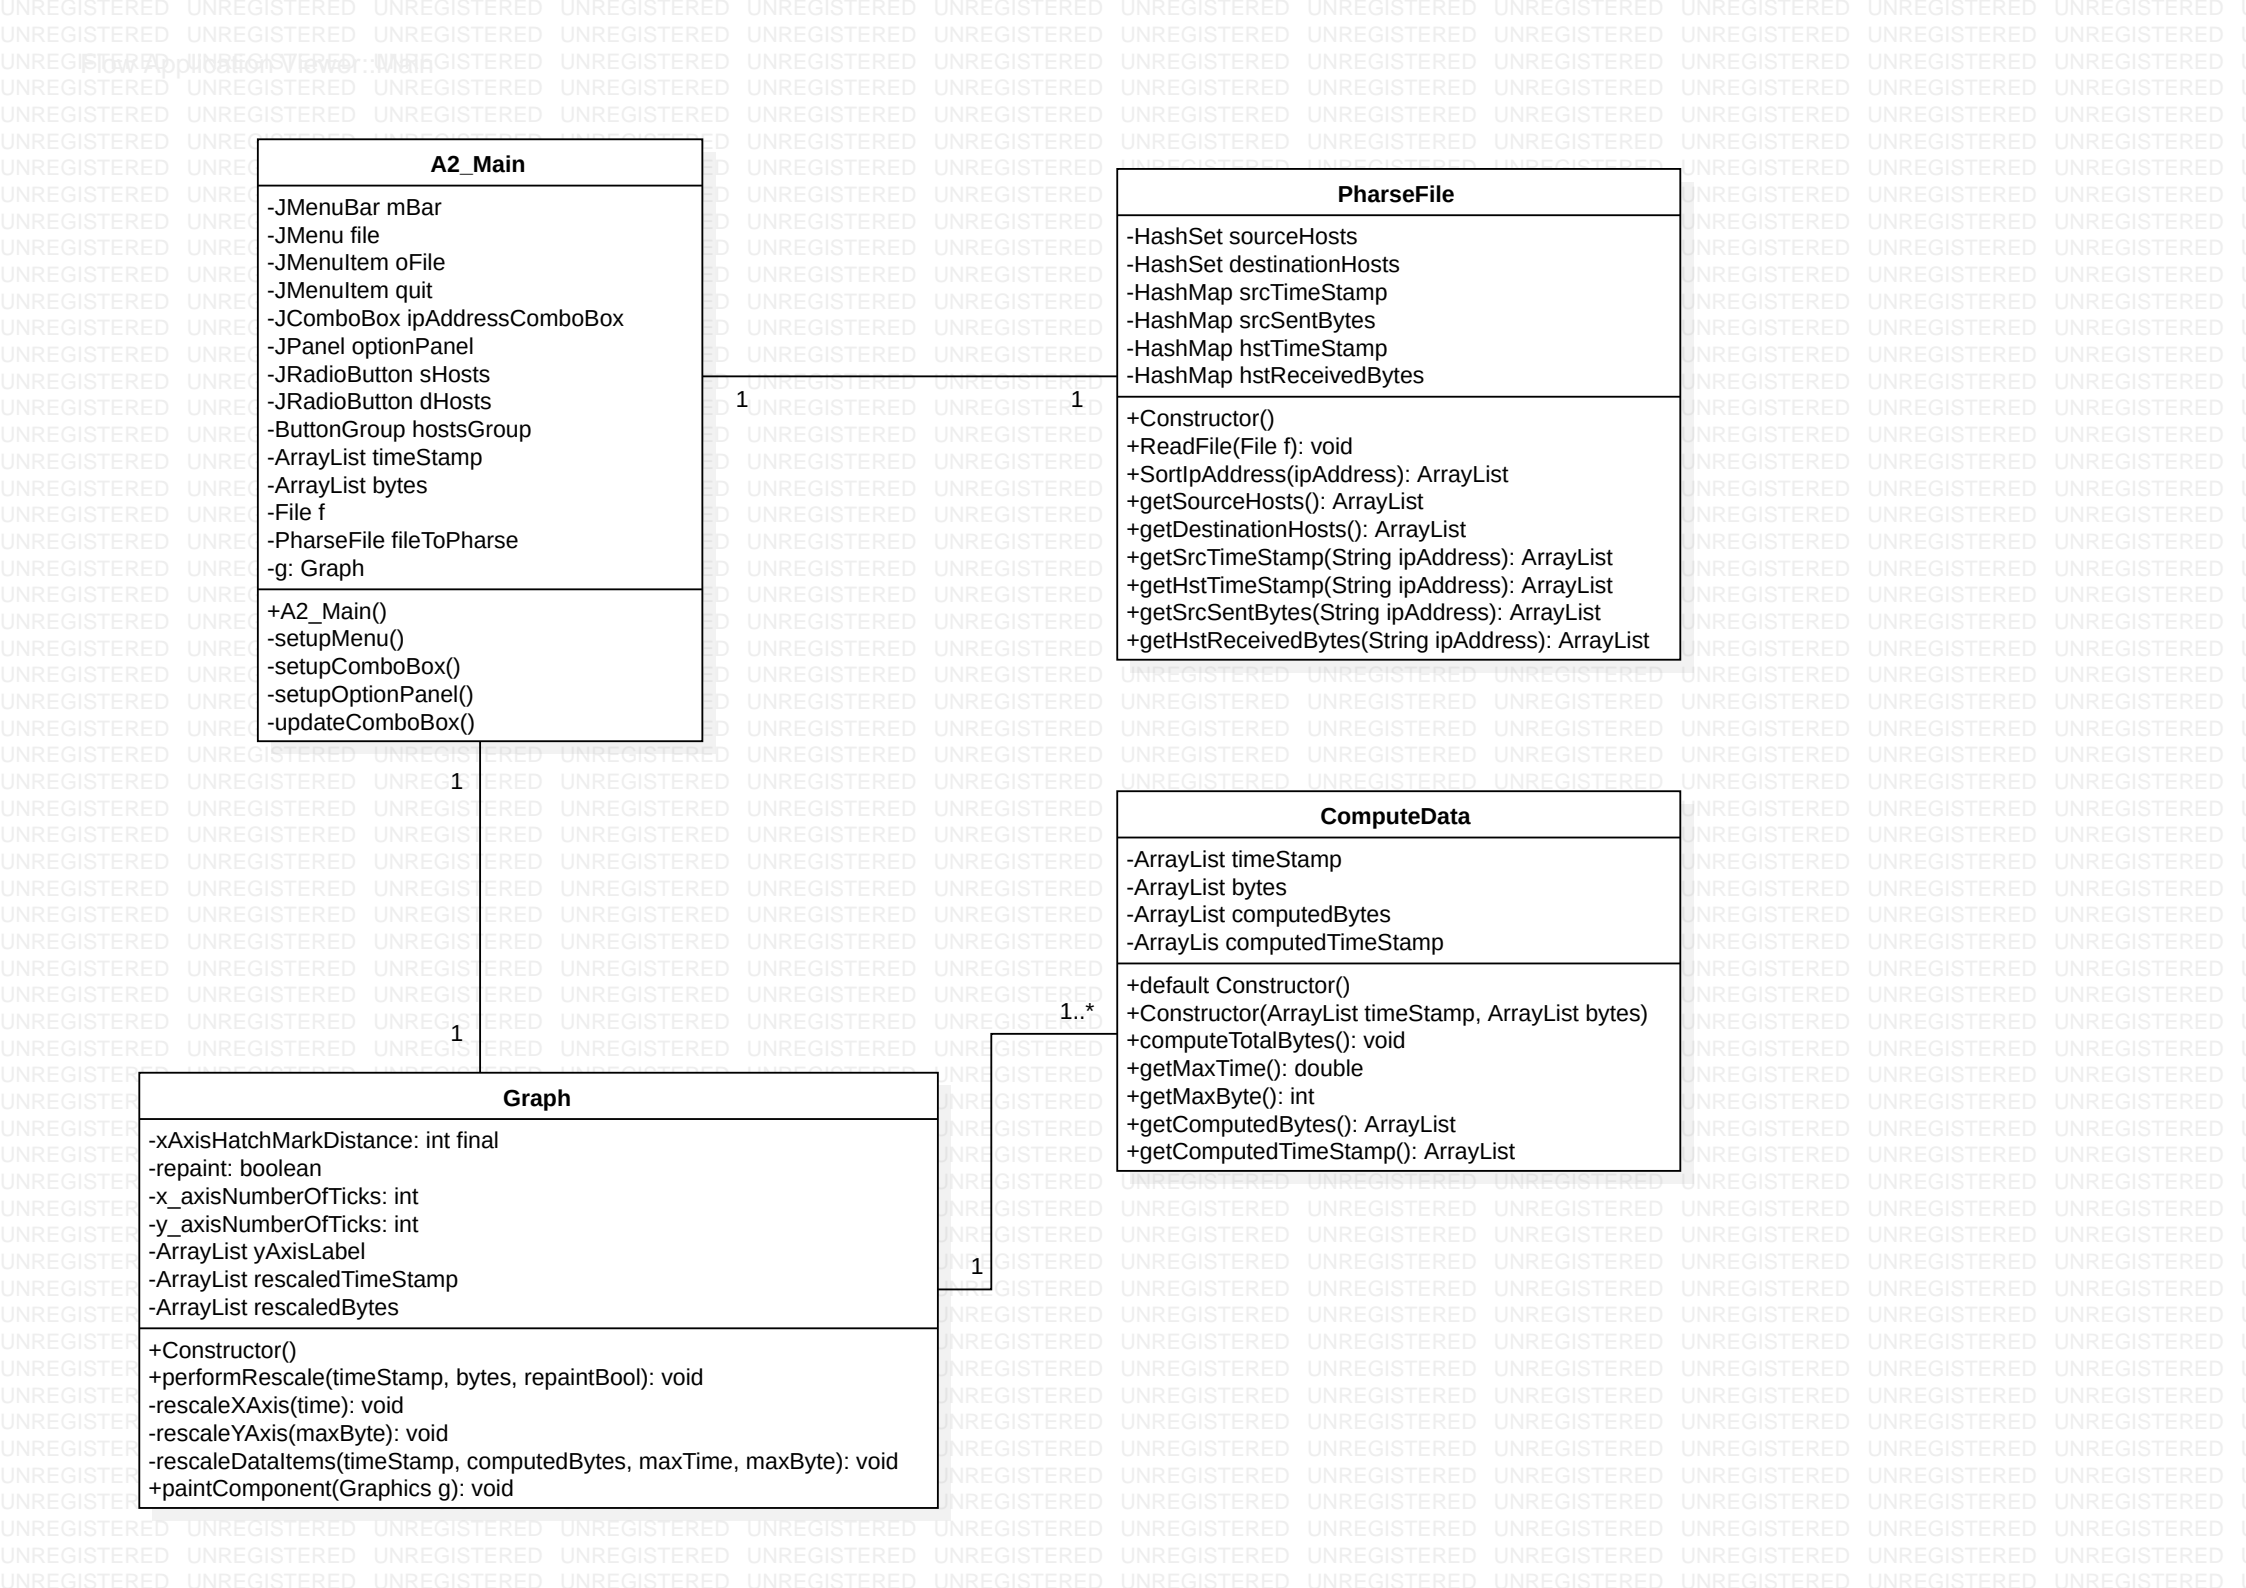 Flow Application Viewer::Main
A2_Main
-JMenuBar mBar
-JMenu file
-JMenuItem oFile
-JMenuItem quit
-JComboBox ipAddressComboBox
-JPanel optionPanel
-JRadioButton sHosts
-JRadioButton dHosts
-ButtonGroup hostsGroup
-ArrayList timeStamp
-ArrayList bytes
-File f
-PharseFile fileToPharse
-g: Graph
+A2_Main()
-setupMenu()
-setupComboBox()
-setupOptionPanel()
-updateComboBox()
1
1
PharseFile
-HashSet sourceHosts
-HashSet destinationHosts
-HashMap srcTimeStamp
-HashMap srcSentBytes
-HashMap hstTimeStamp
-HashMap hstReceivedBytes
+Constructor()
+ReadFile(File f): void
+SortIpAddress(ipAddress): ArrayList
+getSourceHosts(): ArrayList
+getDestinationHosts(): ArrayList
+getSrcTimeStamp(String ipAddress): ArrayList
+getHstTimeStamp(String ipAddress): ArrayList
+getSrcSentBytes(String ipAddress): ArrayList
+getHstReceivedBytes(String ipAddress): ArrayList
1
1
Graph
-xAxisHatchMarkDistance: int final
-repaint: boolean
-x_axisNumberOfTicks: int
-y_axisNumberOfTicks: int
-ArrayList yAxisLabel
-ArrayList rescaledTimeStamp
-ArrayList rescaledBytes
+Constructor()
+performRescale(timeStamp, bytes, repaintBool): void
-rescaleXAxis(time): void
-rescaleYAxis(maxByte): void
-rescaleDataItems(timeStamp, computedBytes, maxTime, maxByte): void
+paintComponent(Graphics g): void
1
1..*
ComputeData
-ArrayList timeStamp
-ArrayList bytes
-ArrayList computedBytes
-ArrayLis computedTimeStamp
+default Constructor()
+Constructor(ArrayList timeStamp, ArrayList bytes)
+computeTotalBytes(): void
+getMaxTime(): double
+getMaxByte(): int
+getComputedBytes(): ArrayList
+getComputedTimeStamp(): ArrayList
UNREGISTERED